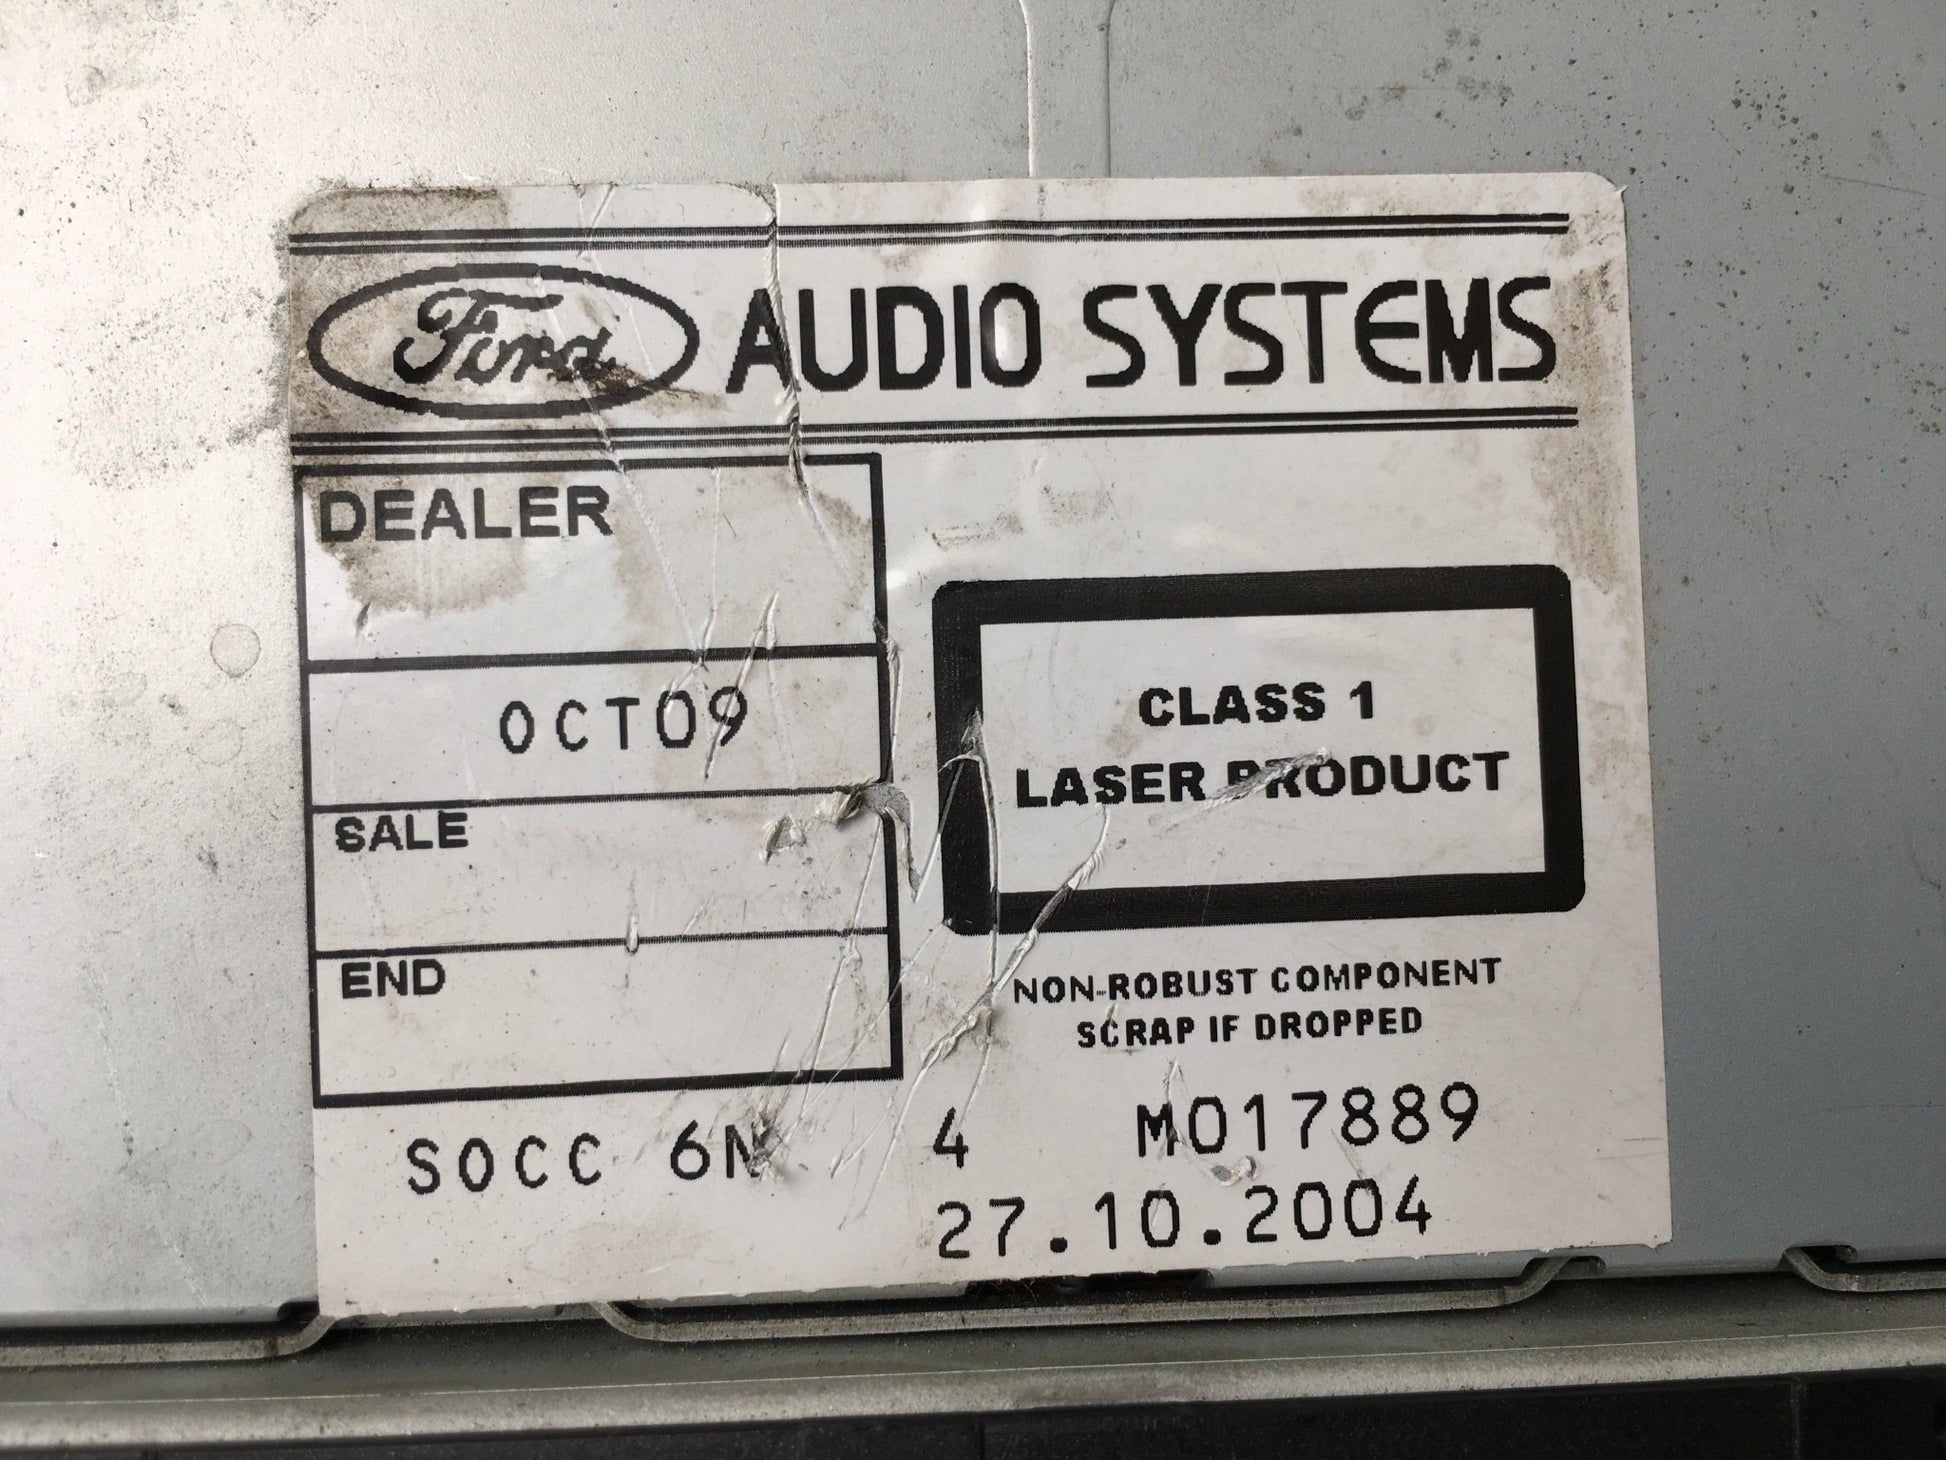 Ford AUDIO SYSTEMS
DEALER
OCT09
SALE
END
CLASS 1
LASER PRODUCT
NON-ROBUST COMPONENT
SCRAP IF DROPPED
SOCC 4 M017889
27.10.2004